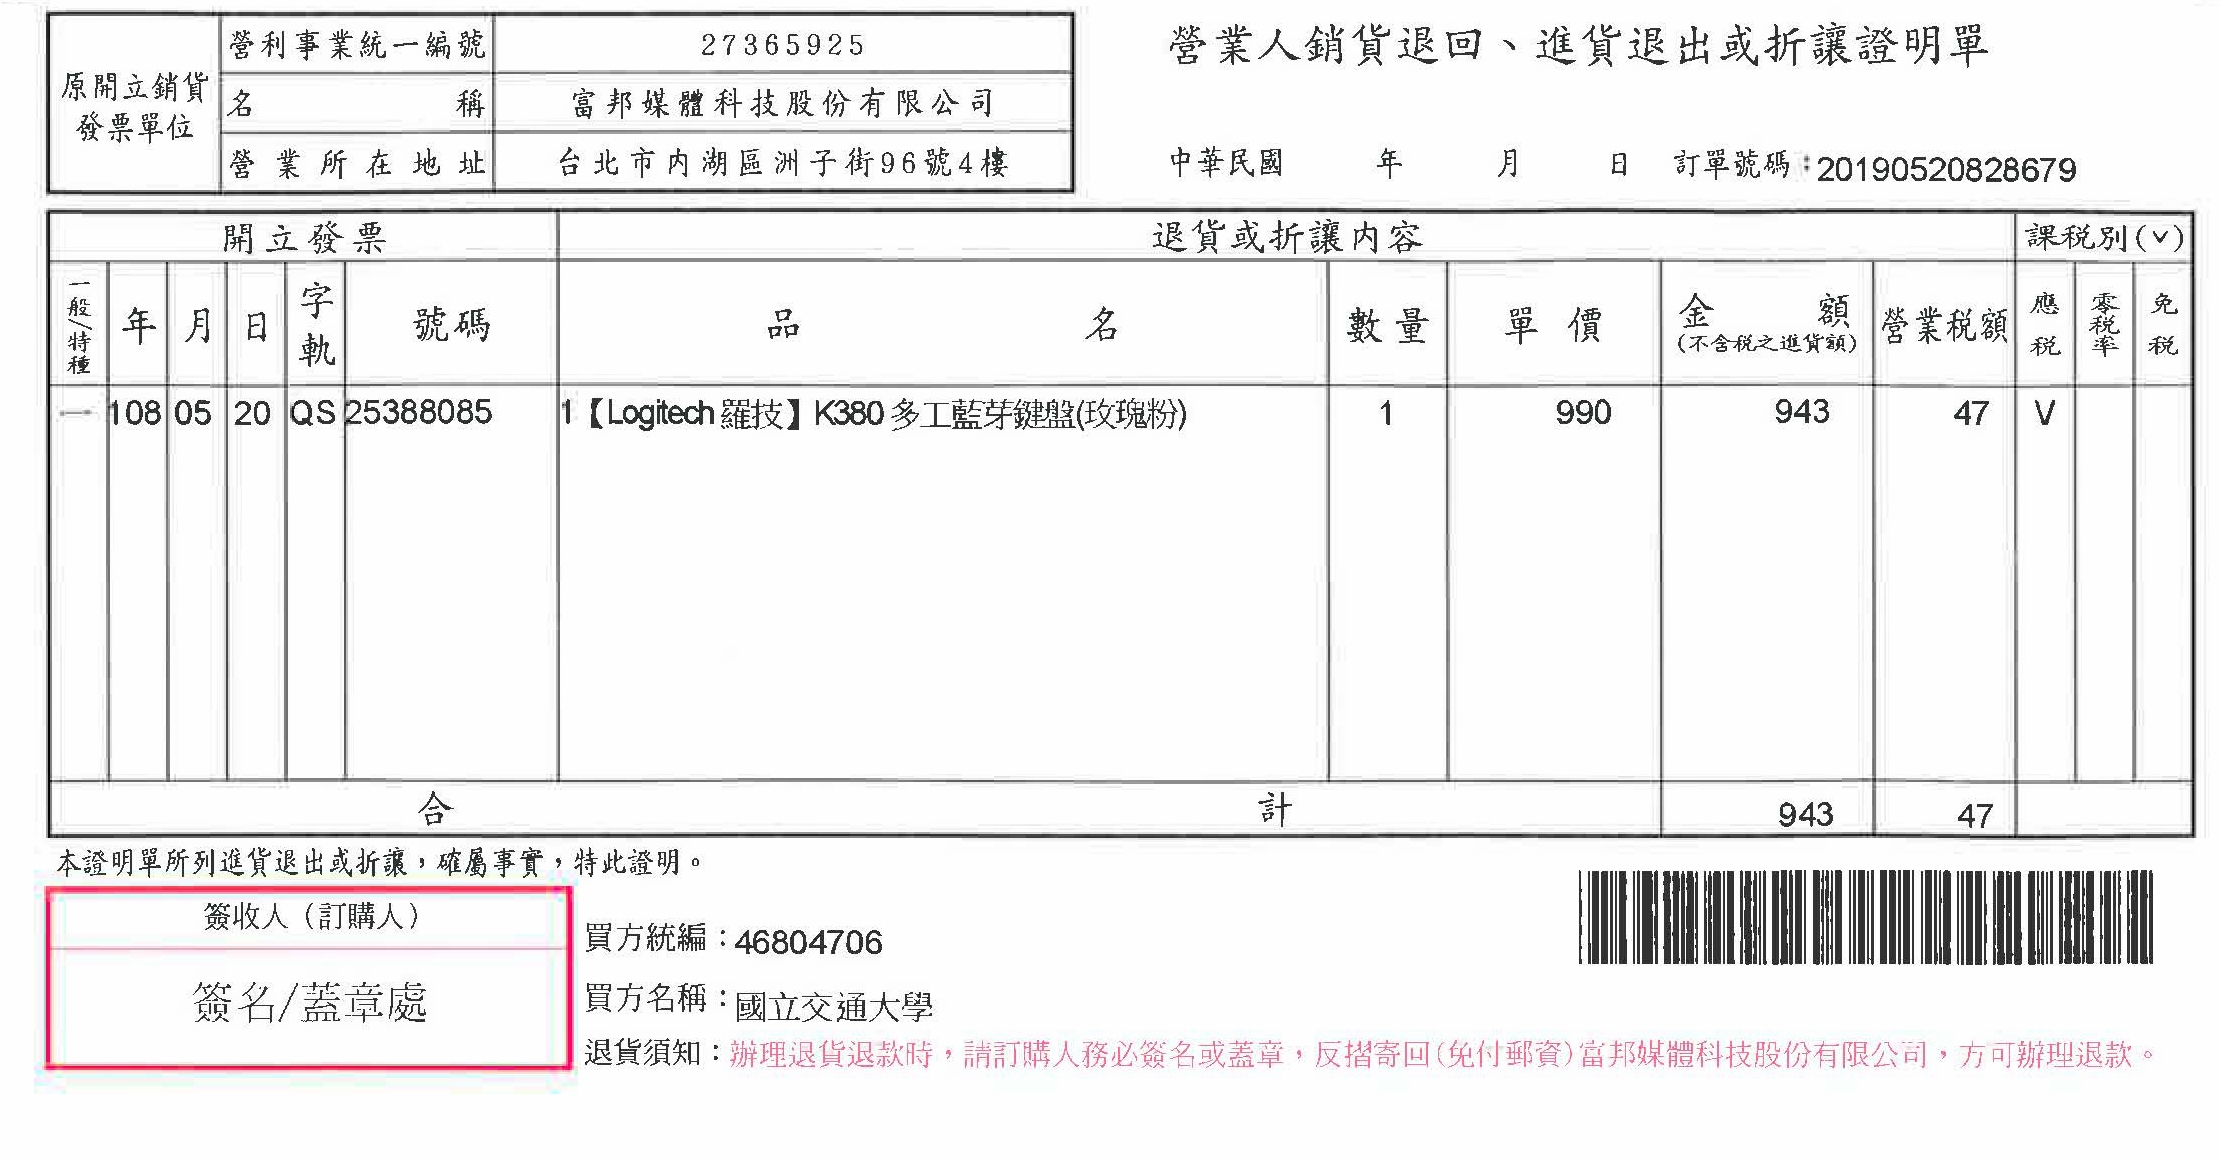 營業人銷貨退回、進貨退出或折讓證明單
原開立銷貨發票單位
營利事業統一編號 27365925
名稱 富邦媒體科技股份有限公司
營業所在地址 台北市內湖區洲子街96號4樓
中華民國 年 月 日 訂單號碼：20190520828679
開立發票 退貨或折讓內容 課稅別(v)
一般/特種 年 月 日 字軌 號碼 品名 數量 單價 金額(不含稅之進貨額) 營業稅額 應稅 零稅率 免稅
一 108 05 20 QS 25388085 1【Logitech 羅技】K380 多工藍芽鍵盤(玫瑰粉) 1 990 943 47 V
合計 943 47
本證明單所列進貨退出或折讓，確屬事實，特此證明。
簽收人（訂購人）
簽名/蓋章處
買方統編：46804706
買方名稱：國立交通大學
退貨須知：辦理退貨退款時，請訂購人務必簽名或蓋章，反摺寄回(免付郵資)富邦媒體科技股份有限公司，方可辦理退款。